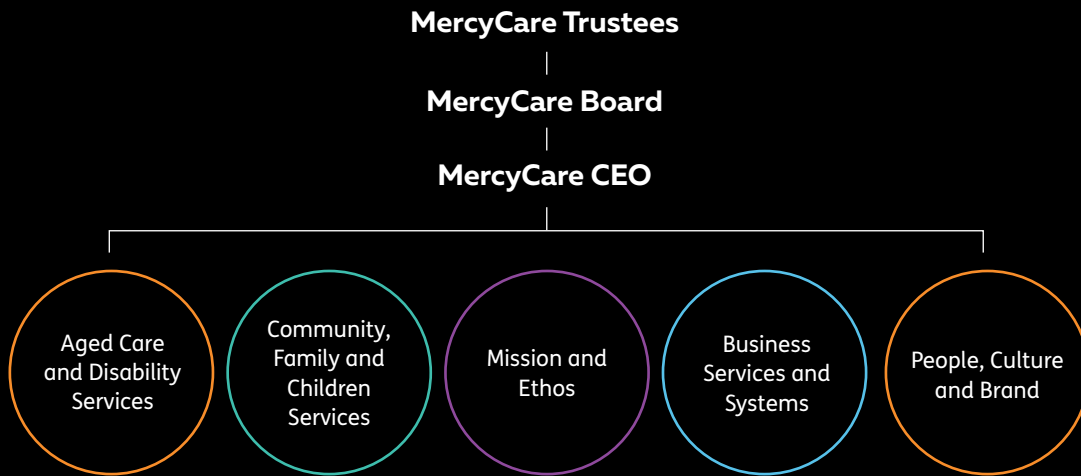 MercyCare Trustees
MercyCare Board
MercyCare CEO
Aged Care
and Disability
Services
Community,
Family and
Children
Services
Mission and
Ethos
Business
Services and
Systems
People, Culture
and Brand